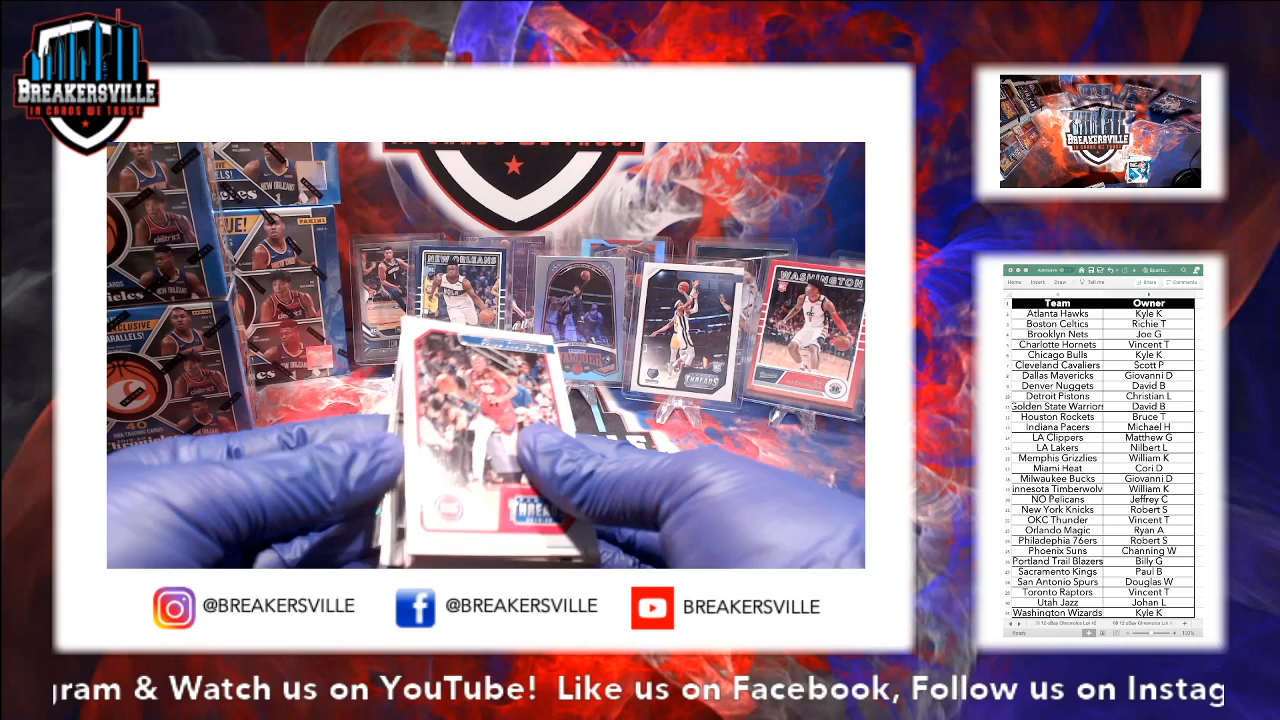 BREAKERSVILLE
IN CARDS WE TRUST
NEW ORLEANS
WASHINGTON
THREADS
PANINI
EXCLUSIVE
40
BREAKERSVILLE
Team Owner
Atlanta Hawks Kyle K
Boston Celtics Richie T
Brooklyn Nets Joe G
Charlotte Hornets Vincent T
Chicago Bulls Kyle K
Cleveland Cavaliers Scott P
Dallas Mavericks Giovanni D
Denver Nuggets David B
Detroit Pistons Christian L
Golden State Warriors David B
Houston Rockets Bruce T
Indiana Pacers Michael H
LA Clippers Matthew G
LA Lakers Nilbert L
Memphis Grizzlies William K
Miami Heat Cori D
Milwaukee Bucks Giovanni D
innesota Timberwolv William K
NO Pelicans Jeffrey C
New York Knicks Robert S
OKC Thunder Vincent T
Orlando Magic Ryan A
Philadephia 76ers Robert S
Phoenix Suns Channing W
Portland Trail Blazers Billy G
Sacramento Kings Paul B
San Antonio Spurs Douglas W
Toronto Raptors Vincent T
Utah Jazz Johan L
Washington Wizards Kyle K
@BREAKERSVILLE @BREAKERSVILLE BREAKERSVILLE
gram & Watch us on YouTube! Like us on Facebook, Follow us on Instag